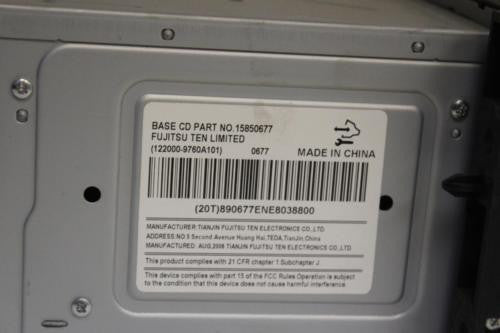 BASE CD PART NO.15850677
FUJITSU TEN LIMITED
(122000-9760A101) 0677
MADE IN CHINA
(20T)890677ENE8038800
MANUFACTURER:TIANJIN FUJITSU TEN ELECTRONICS CO.,LTD.
ADDRESS:NO.9 Second Avenue Huang Hai,TEDA,TianJin,China
MANUFACTURED: AUG,2008 TIANJIN FUJITSU TEN ELECTRONICS CO.,LTD.
This product complies with 21 CFR chapter 1.Subchapter J.
This device complies with part 15 of the FCC Rules Operation is subject
to the condition that this device does not cause harmful interference.